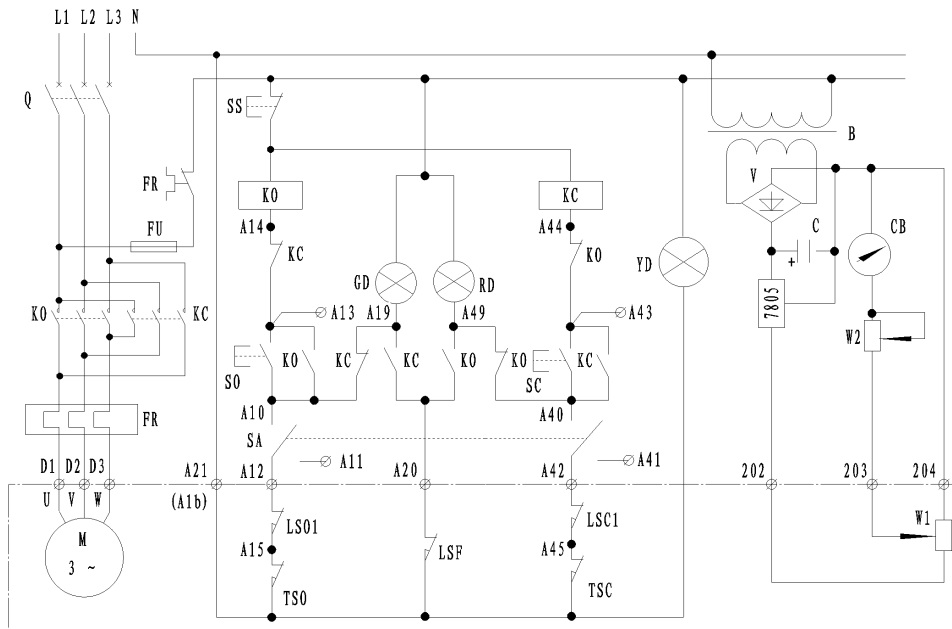 L1 L2 L3 N
Q
SS
B
FR
V
KO KC
C
CB
FU
A14 A44
KC KO
GD RD YD
+
7805
KO KC
A13 A19 A49 A43
W2
KO KC KC KO KO KC
SO SC
A10 A40
FR
SA
A11 A41
D1 D2 D3 A21 A12 A20 A42 202 203 204
U V W (A1b)
LSO1 LSC1 W1
M
3 ~
A15 LSF A45
TSO TSC